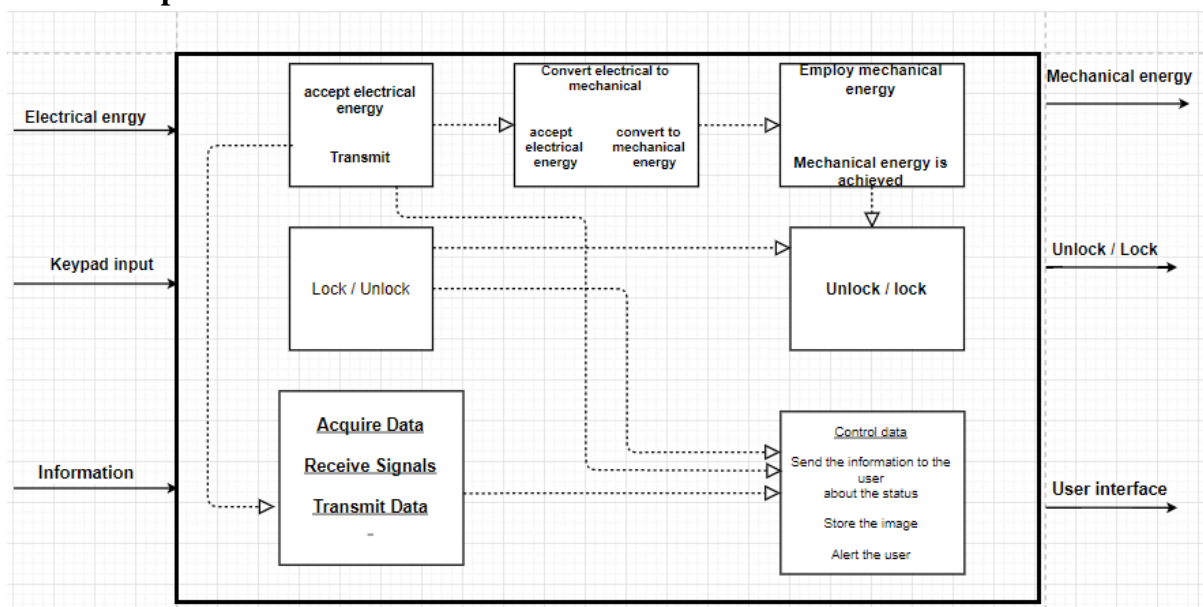 Electrical enrgy
Keypad input
Information
accept electrical
energy
Transmit
Convert electrical to
mechanical
accept
electrical
energy
convert to
mechanical
energy
Employ mechanical
energy
Mechanical energy is
achieved
Lock / Unlock
Unlock / lock
Acquire Data
Receive Signals
Transmit Data
-
Control data
Send the information to the
user
about the status
Store the image
Alert the user
Mechanical energy
Unlock / Lock
User interface